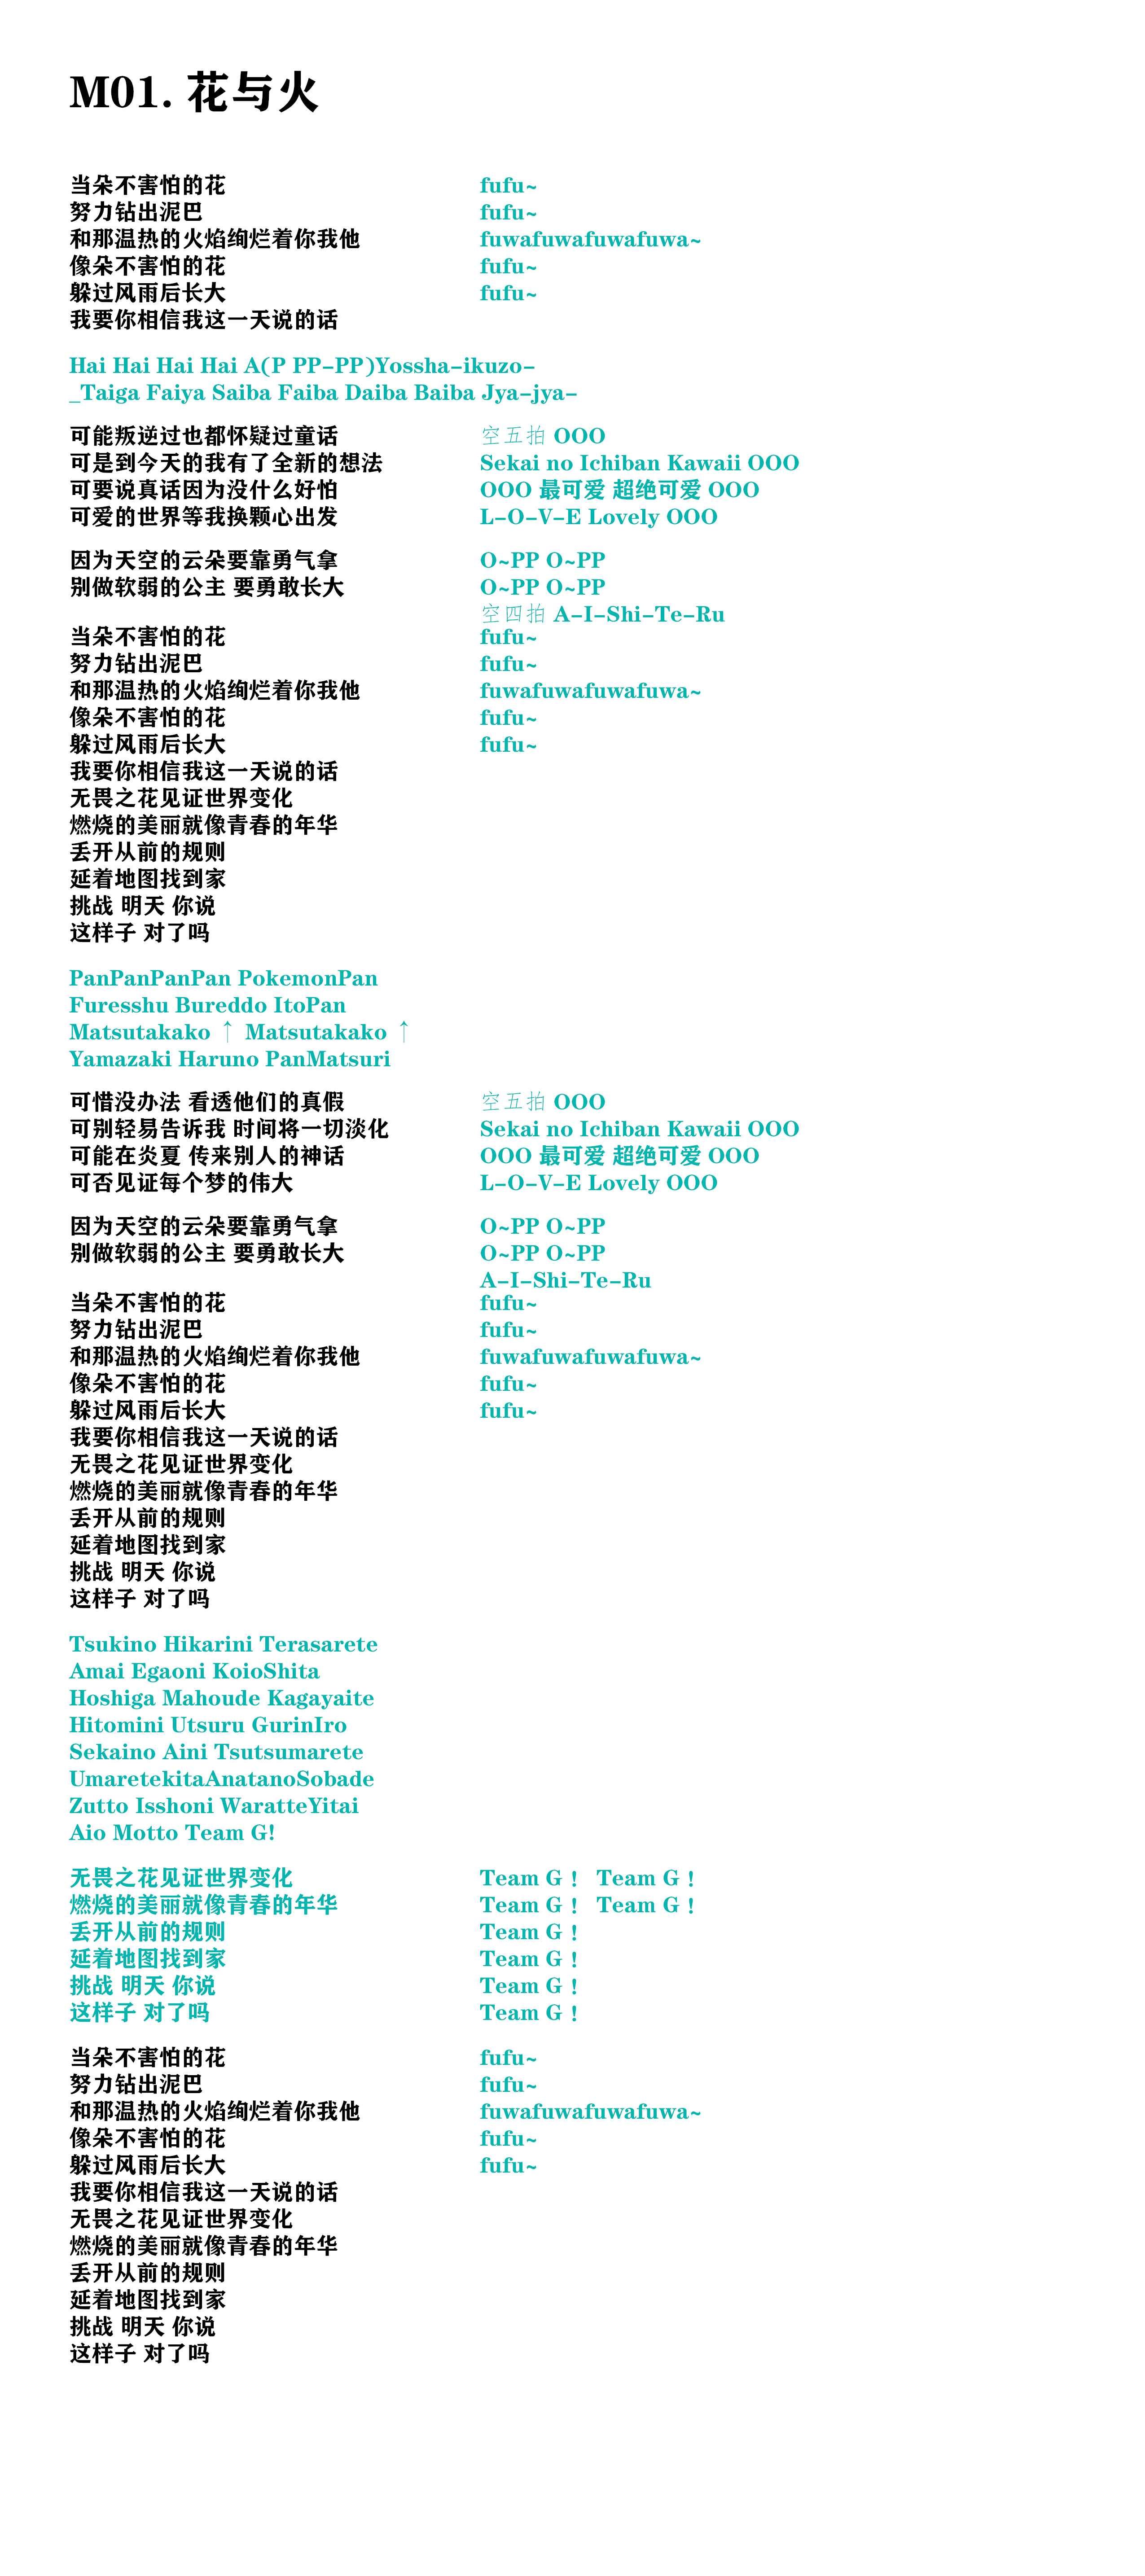 M01. 花与火
当朵不害怕的花 fufu~
努力钻出泥巴 fufu~
和那温热的火焰绚烂着你我他 fuwafuwafuwafuwa~
像朵不害怕的花 fufu~
躲过风雨后长大 fufu~
我要你相信我这一天说的话
Hai Hai Hai Hai A(P PP-PP)Yossha-ikuzo-
_Taiga Faiya Saiba Faiba Daiba Baiba Jya-jya-
可能叛逆过也都怀疑过童话 空五拍 OOO
可是到今天的我有了全新的想法 Sekai no Ichiban Kawaii OOO
可要说真话因为没什么好怕 OOO 最可爱 超绝可爱 OOO
可爱的世界等我换颗心出发 L-O-V-E Lovely OOO
因为天空的云朵要靠勇气拿 O~PP O~PP
别做软弱的公主 要勇敢长大 O~PP O~PP
空四拍 A-I-Shi-Te-Ru
当朵不害怕的花 fufu~
努力钻出泥巴 fufu~
和那温热的火焰绚烂着你我他 fuwafuwafuwafuwa~
像朵不害怕的花 fufu~
躲过风雨后长大 fufu~
我要你相信我这一天说的话
无畏之花见证世界变化
燃烧的美丽就像青春的年华
丢开从前的规则
延着地图找到家
挑战 明天 你说
这样子 对了吗
PanPanPanPan PokemonPan
Furesshu Bureddo ItoPan
Matsutakako ↑ Matsutakako ↑
Yamazaki Haruno PanMatsuri
可惜没办法 看透他们的真假 空五拍 OOO
可别轻易告诉我 时间将一切淡化 Sekai no Ichiban Kawaii OOO
可能在炎夏 传来别人的神话 OOO 最可爱 超绝可爱 OOO
可否见证每个梦的伟大 L-O-V-E Lovely OOO
因为天空的云朵要靠勇气拿 O~PP O~PP
别做软弱的公主 要勇敢长大 O~PP O~PP
A-I-Shi-Te-Ru
当朵不害怕的花 fufu~
努力钻出泥巴 fufu~
和那温热的火焰绚烂着你我他 fuwafuwafuwafuwa~
像朵不害怕的花 fufu~
躲过风雨后长大 fufu~
我要你相信我这一天说的话
无畏之花见证世界变化
燃烧的美丽就像青春的年华
丢开从前的规则
延着地图找到家
挑战 明天 你说
这样子 对了吗
Tsukino Hikarini Terasarete
Amai Egaoni KoioShita
Hoshiga Mahoude Kagayaite
Hitomini Utsuru GurinIro
Sekaino Aini Tsutsumarete
UmaretekitaAnatanoSobade
Zutto Isshoni WaratteYitai
Aio Motto Team G!
无畏之花见证世界变化 Team G！ Team G！
燃烧的美丽就像青春的年华 Team G！ Team G！
丢开从前的规则 Team G！
延着地图找到家 Team G！
挑战 明天 你说 Team G！
这样子 对了吗 Team G！
当朵不害怕的花 fufu~
努力钻出泥巴 fufu~
和那温热的火焰绚烂着你我他 fuwafuwafuwafuwa~
像朵不害怕的花 fufu~
躲过风雨后长大 fufu~
我要你相信我这一天说的话
无畏之花见证世界变化
燃烧的美丽就像青春的年华
丢开从前的规则
延着地图找到家
挑战 明天 你说
这样子 对了吗